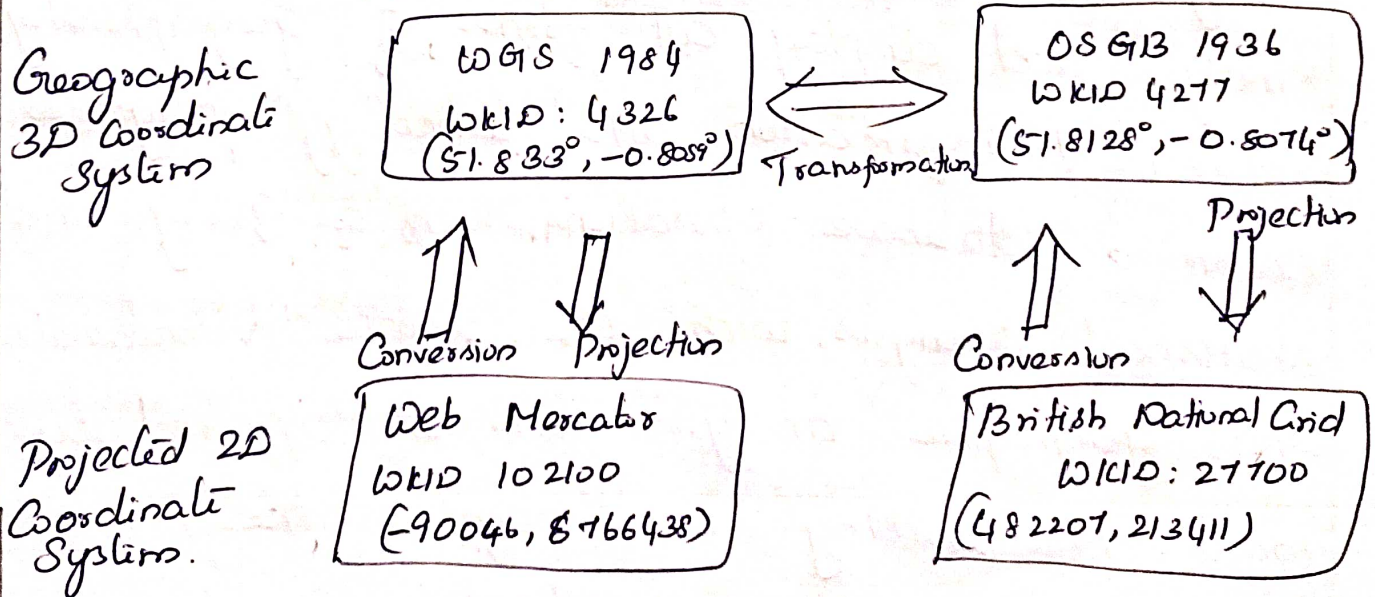 Geographic
3D Coordinate
System
WGS 1984
WKID: 4326
(51.833°, -0.8059°)
Transformation
OSGB 1936
WKID 4277
(51.8128°, -0.8074°)
Conversion
Projection
Conversion
Projection
Projected 2D
Coordinate
System.
Web Mercator
WKID 102100
(-90046, 6766438)
British National Grid
WKID: 27700
(482207, 213411)